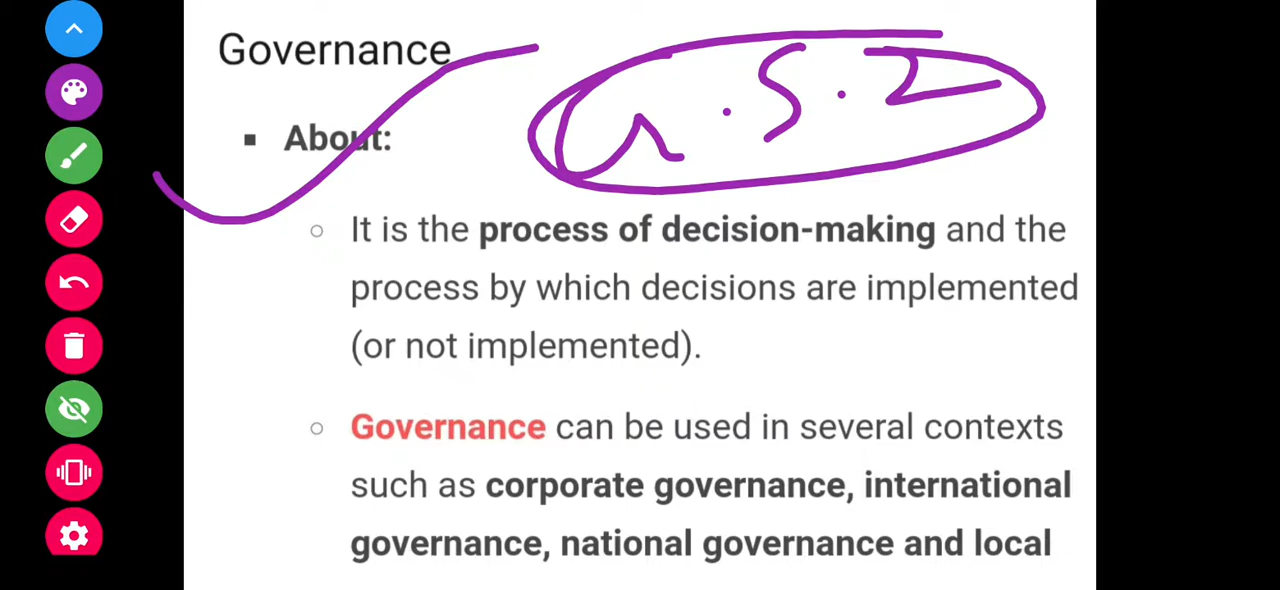 Governance
G.S.I
About:
It is the process of decision-making and the
process by which decisions are implemented
(or not implemented).
Governance can be used in several contexts
such as corporate governance, international
governance, national governance and local